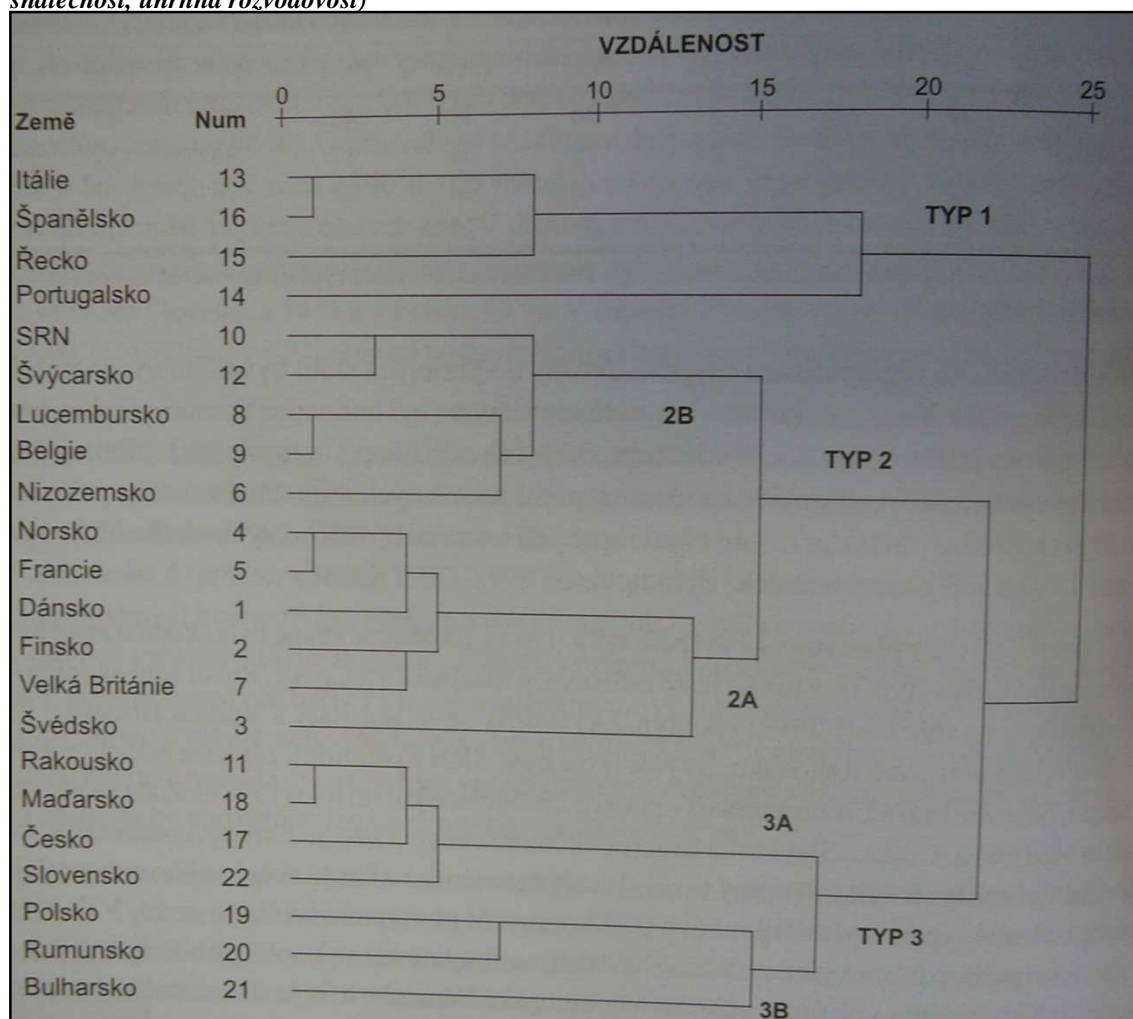 snatecnost, úhrnná rozvodovost)
VZDÁLENOST
0 5 10 15 20 25
Země Num
Itálie 13
Španělsko 16
TYP 1
Řecko 15
Portugalsko 14
SRN 10
Švýcarsko 12
Lucembursko 8
2B
Belgie 9
TYP 2
Nizozemsko 6
Norsko 4
Francie 5
Dánsko 1
Finsko 2
Velká Británie 7
2A
Švédsko 3
Rakousko 11
Maďarsko 18
3A
Česko 17
Slovensko 22
Polsko 19
TYP 3
Rumunsko 20
Bulharsko 21
3B